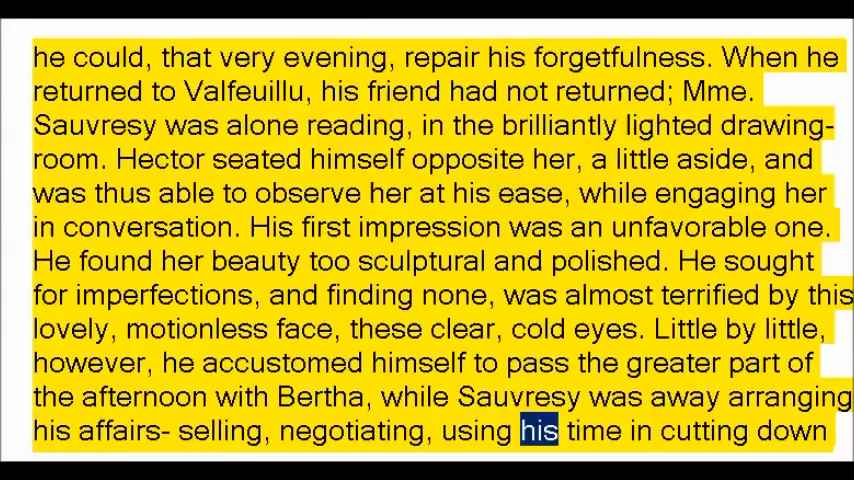 he could, that very evening, repair his forgetfulness. When he
returned to Valfeuillu, his friend had not returned; Mme.
Sauvresy was alone reading, in the brilliantly lighted drawing-
room. Hector seated himself opposite her, a little aside, and
was thus able to observe her at his ease, while engaging her
in conversation. His first impression was an unfavorable one.
He found her beauty too sculptural and polished. He sought
for imperfections, and finding none, was almost terrified by this
lovely, motionless face, these clear, cold eyes. Little by little,
however, he accustomed himself to pass the greater part of
the afternoon with Bertha, while Sauvresy was away arranging
his affairs- selling, negotiating, using his time in cutting down